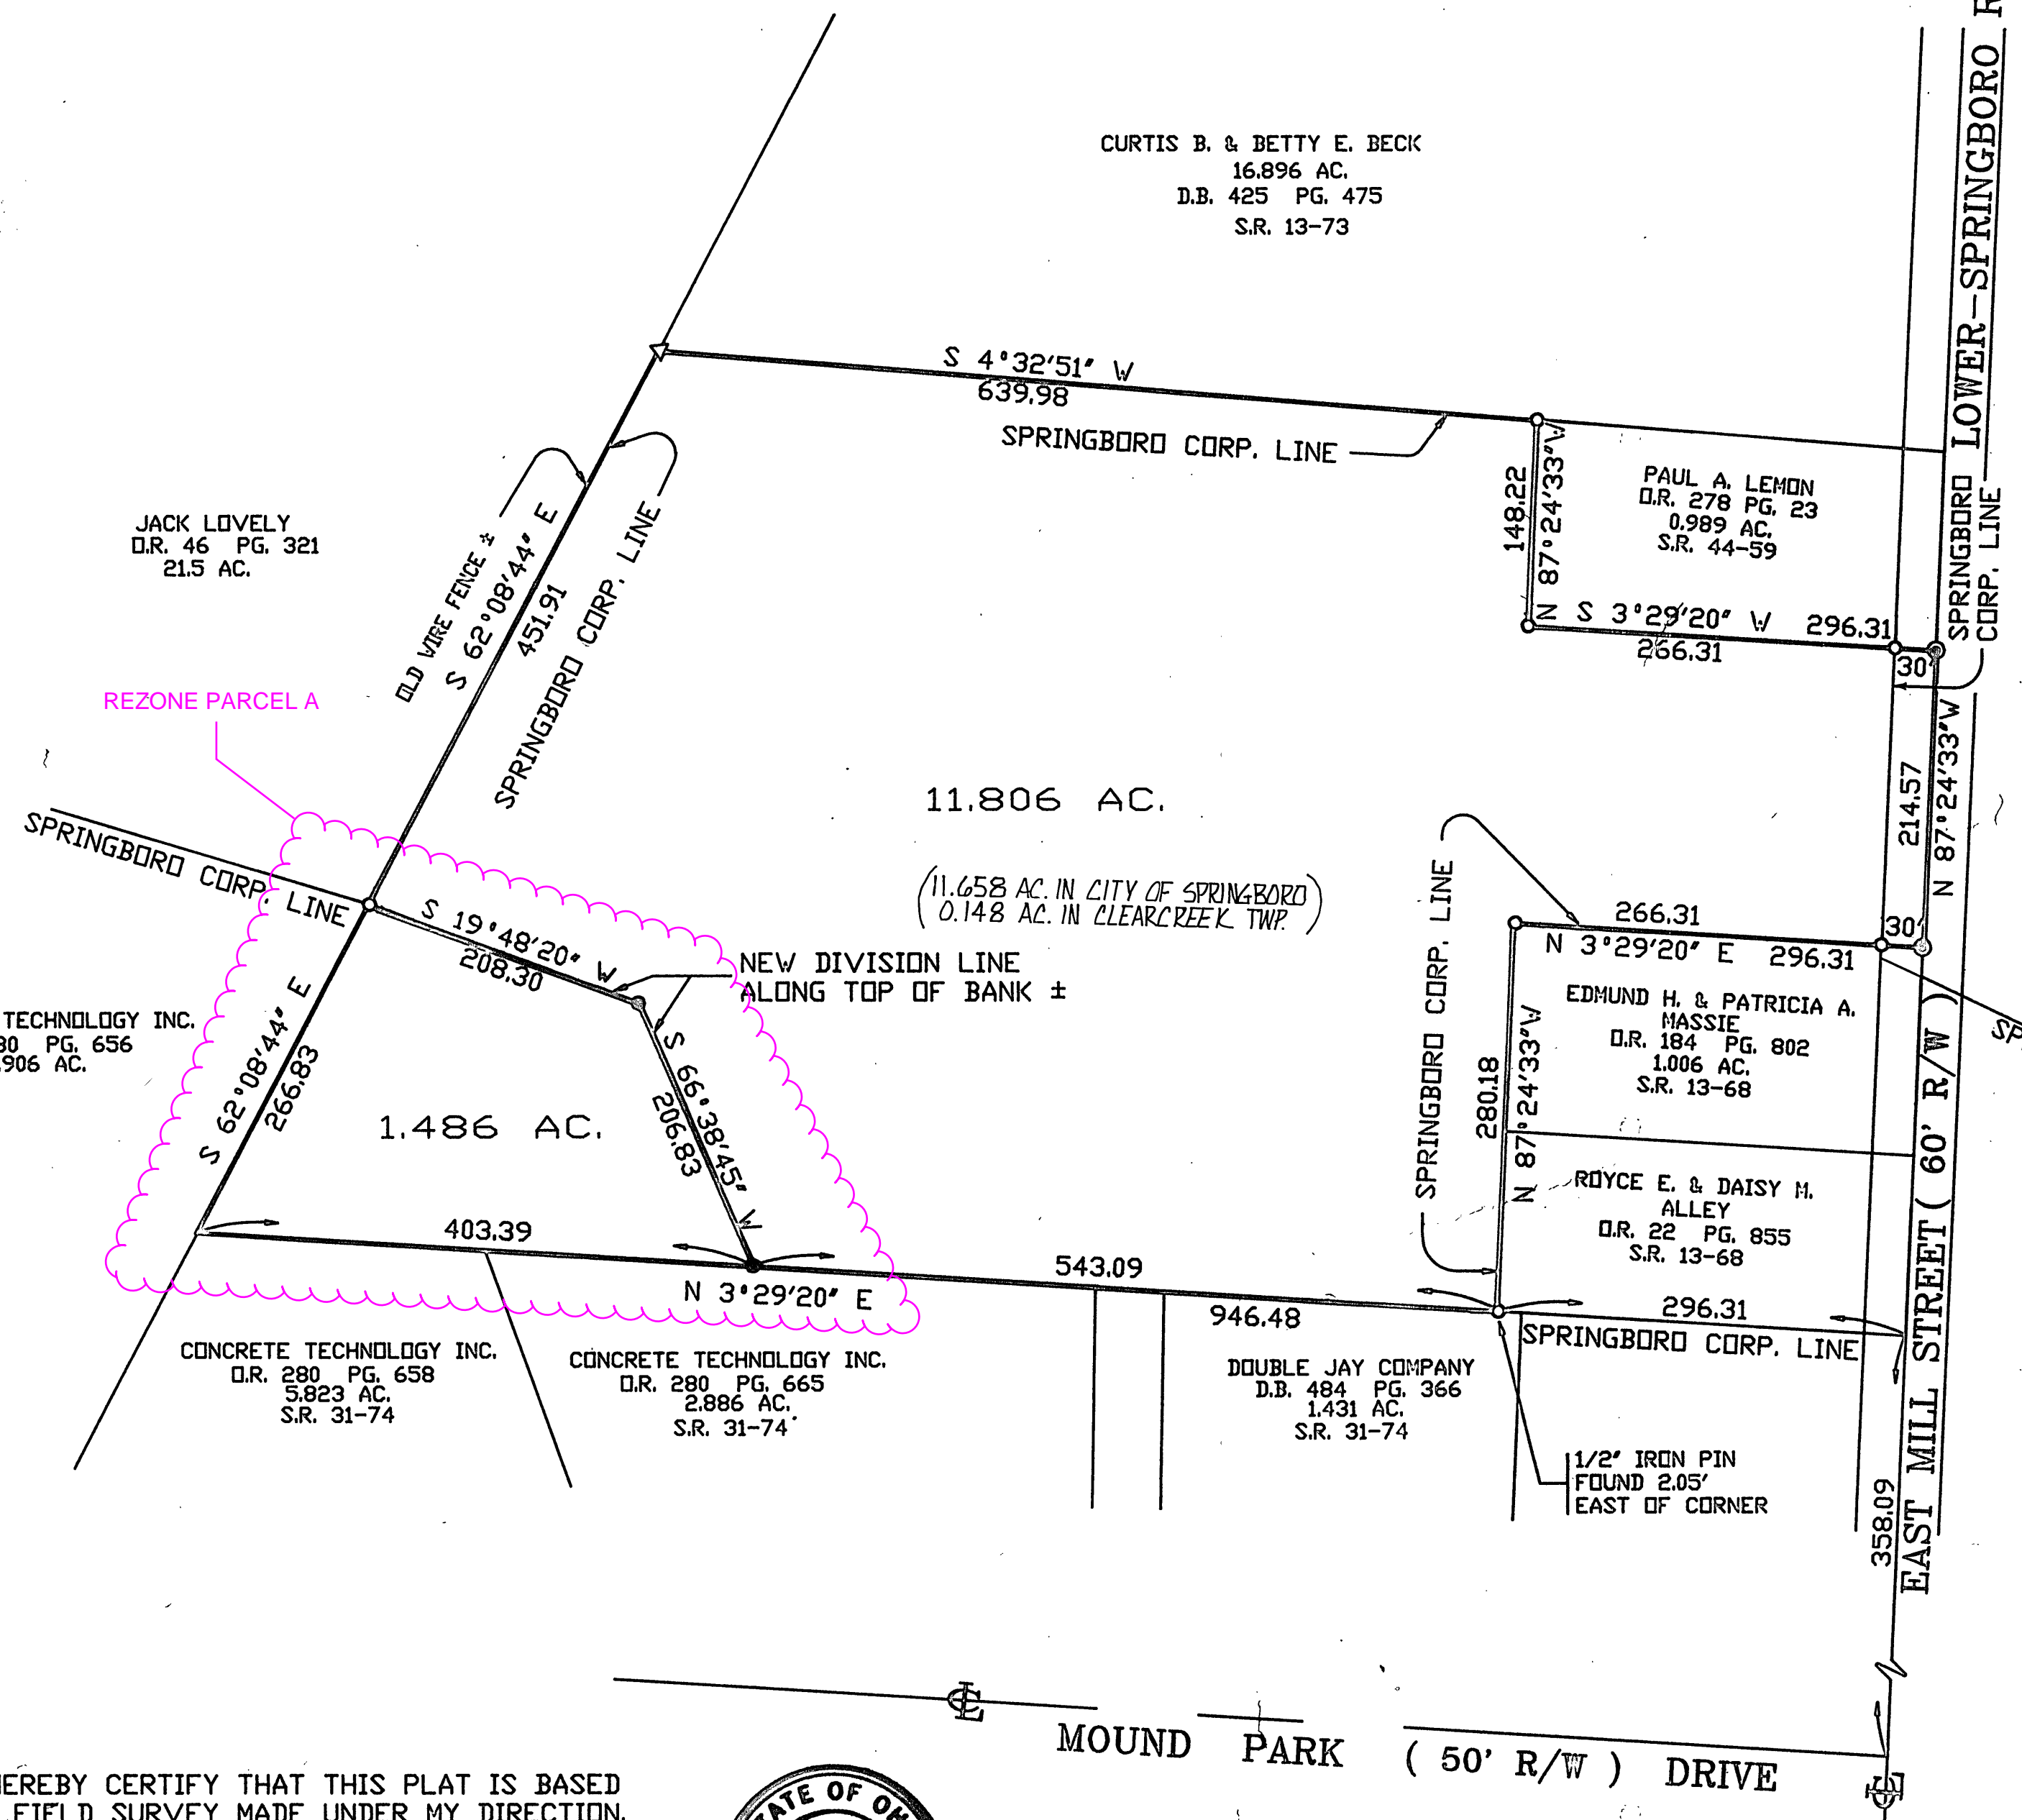 CURTIS B. & BETTY E. BECK
16.896 AC.
D.B. 425 PG. 475
S.R. 13-73
LOWER-SPRINGBORO
SPRINGBORO
CORP. LINE
S 4°32'51" W
639.98
SPRINGBORO CORP. LINE
148.22
N 87°24'33"W
PAUL A. LEMON
O.R. 278 PG. 23
0.989 AC.
S.R. 44-59
S 3°29'20" W 296.31
266.31
30'
JACK LOVELY
O.R. 46 PG. 321
21.5 AC.
OLD WIRE FENCE ±
S 62°08'44" E
451.91
SPRINGBORO CORP. LINE
REZONE PARCEL A
SPRINGBORO CORP. LINE
214.57
N 87°24'33"W
11.806 AC.
(11.658 AC. IN CITY OF SPRINGBORO
0.148 AC. IN CLEARCREEK TWP.)
S 19°48'20" W
208.30
NEW DIVISION LINE
ALONG TOP OF BANK ±
SPRINGBORO CORP. LINE
266.31
30'
N 3°29'20" E 296.31
EDMUND H. & PATRICIA A.
MASSIE
O.R. 184 PG. 802
1.006 AC.
S.R. 13-68
SP
TECHNOLOGY INC.
80 PG. 656
.906 AC.
S 62°08'44" E
266.83
S 66°38'45" W
206.83
1.486 AC.
280.18
N 87°24'33"W
ROYCE E. & DAISY M.
ALLEY
O.R. 22 PG. 855
S.R. 13-68
403.39
N 3°29'20" E
543.09
946.48
296.31
SPRINGBORO CORP. LINE
CONCRETE TECHNOLOGY INC.
O.R. 280 PG. 658
5.823 AC.
S.R. 31-74
CONCRETE TECHNOLOGY INC.
O.R. 280 PG. 665
2.886 AC.
S.R. 31-74
DOUBLE JAY COMPANY
D.B. 484 PG. 366
1.431 AC.
S.R. 31-74
1/2" IRON PIN
FOUND 2.05'
EAST OF CORNER
358.09
EAST MILL STREET ( 60' R/W )
MOUND PARK ( 50' R/W ) DRIVE
EREBY CERTIFY THAT THIS PLAT IS BASED
FIELD SURVEY MADE UNDER MY DIRECTION.
ATE OF OH